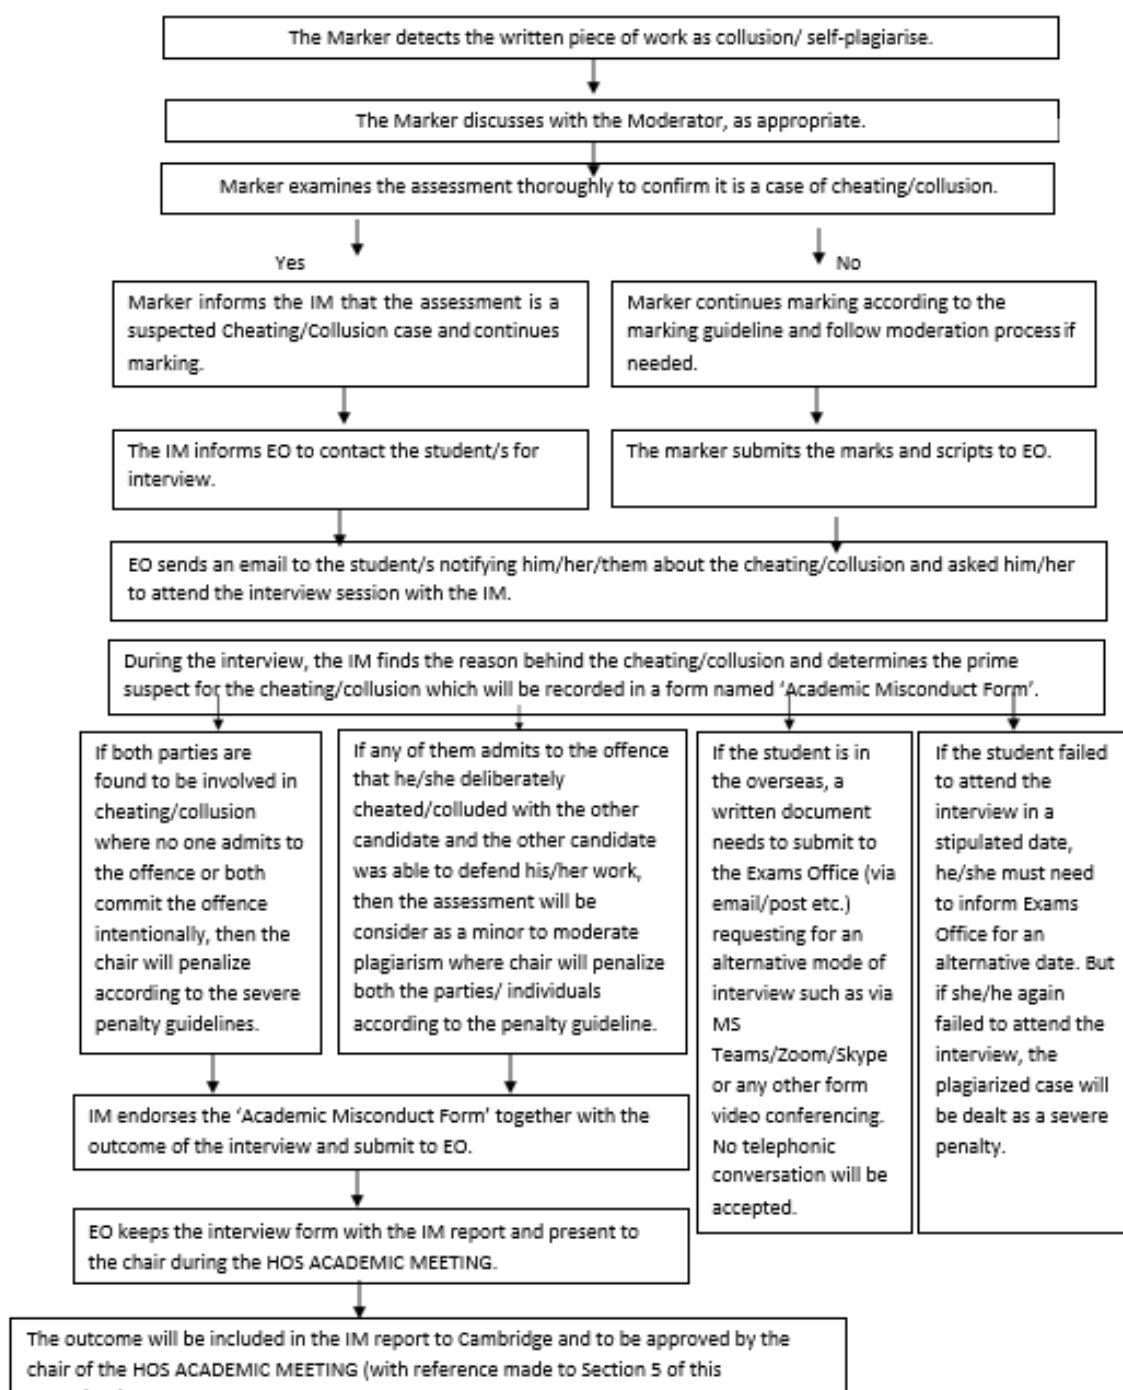 The Marker detects the written piece of work as collusion/ self-plagiarise.
The Marker discusses with the Moderator, as appropriate.
Marker examines the assessment thoroughly to confirm it is a case of cheating/collusion.
Yes
No
Marker informs the IM that the assessment is a
suspected Cheating/Collusion case and continues
marking.
Marker continues marking according to the
marking guideline and follow moderation process if
needed.
The IM informs EO to contact the student/s for
interview.
The marker submits the marks and scripts to EO.
EO sends an email to the student/s notifying him/her/them about the cheating/collusion and asked him/her
to attend the interview session with the IM.
During the interview, the IM finds the reason behind the cheating/collusion and determines the prime
suspect for the cheating/collusion which will be recorded in a form named ‘Academic Misconduct Form’.
If both parties are
found to be involved in
cheating/collusion
where no one admits to
the offence or both
commit the offence
intentionally, then the
chair will penalize
according to the severe
penalty guidelines.
If any of them admits to the offence
that he/she deliberately
cheated/colluded with the other
candidate and the other candidate
was able to defend his/her work,
then the assessment will be
consider as a minor to moderate
plagiarism where chair will penalize
both the parties/ individuals
according to the penalty guideline.
If the student is in
the overseas, a
written document
needs to submit to
the Exams Office (via
email/post etc.)
requesting for an
alternative mode of
interview such as via
MS
Teams/Zoom/Skype
or any other form
video conferencing.
No telephonic
conversation will be
accepted.
If the student failed
to attend the
interview in a
stipulated date,
he/she must need
to inform Exams
Office for an
alternative date. But
if she/he again
failed to attend the
interview, the
plagiarized case will
be dealt as a severe
penalty.
IM endorses the ‘Academic Misconduct Form’ together with the
outcome of the interview and submit to EO.
EO keeps the interview form with the IM report and present to
the chair during the HOS ACADEMIC MEETING.
The outcome will be included in the IM report to Cambridge and to be approved by the
chair of the HOS ACADEMIC MEETING (with reference made to Section 5 of this